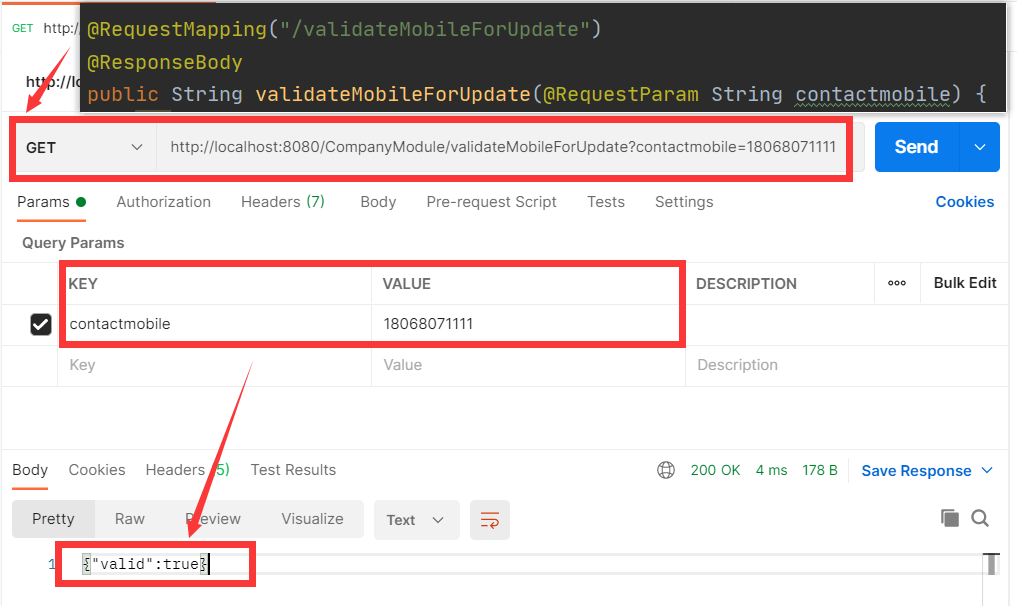 GET http:/
@RequestMapping("/validateMobileForUpdate")
@ResponseBody
http://lo
public String validateMobileForUpdate(@RequestParam String contactmobile) {
GET http://localhost:8080/CompanyModule/validateMobileForUpdate?contactmobile=18068071111 Send
Params Authorization Headers (7) Body Pre-request Script Tests Settings Cookies
Query Params
KEY VALUE DESCRIPTION ooo Bulk Edit
contactmobile 18068071111
Key Value Description
Body Cookies Headers (5) Test Results 200 OK 4 ms 178 B Save Response
Pretty Raw Preview Visualize Text
1 {"valid":true}